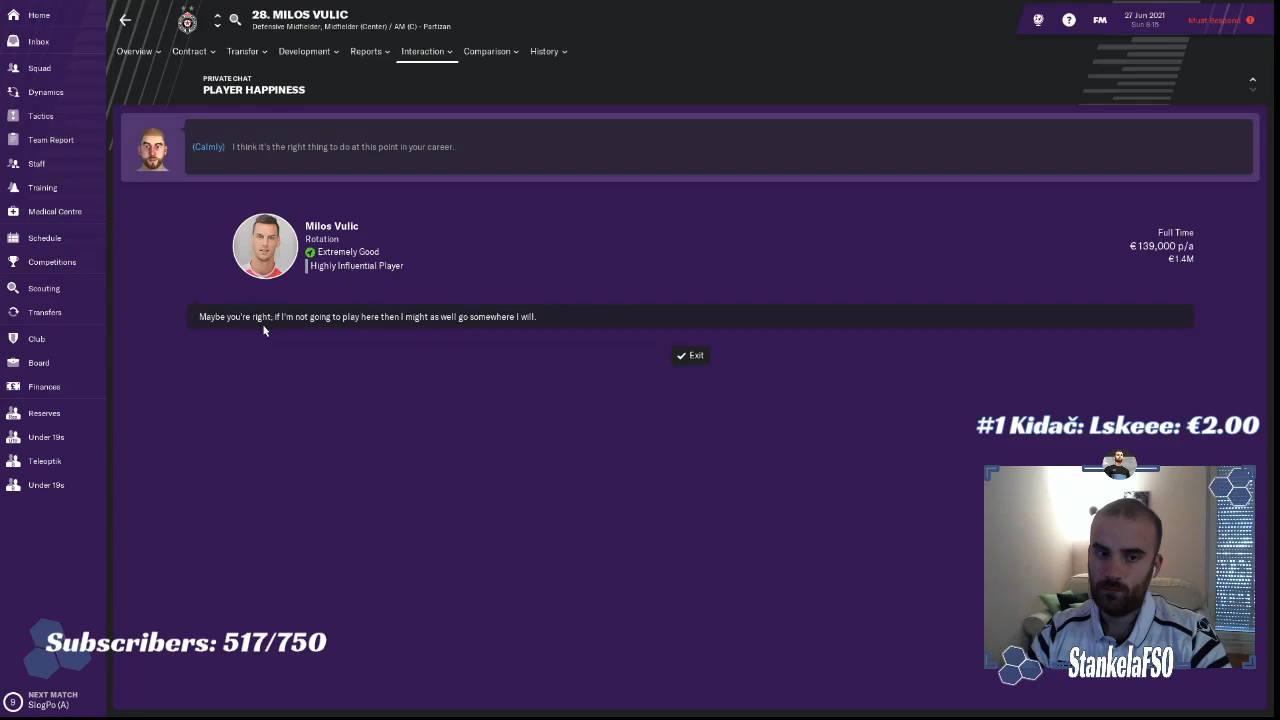 28. MILOS VULIC
Defensive Midfielder, Midfielder (Center) / AM (C) - Partizan
FM
27 Jun 2021
Sun 8:15
Must Respond
Home
Inbox
Squad
Dynamics
Tactics
Team Report
Staff
Training
Medical Centre
Schedule
Competitions
Scouting
Transfers
Club
Board
Finances
Reserves
Under 19s
Teleoptik
Under 19s
Overview
Contract
Transfer
Development
Reports
Interaction
Comparison
History
PRIVATE CHAT
PLAYER HAPPINESS
(Calmly) I think it's the right thing to do at this point in your career.
Milos Vulic
Rotation
Extremely Good
Highly Influential Player
Full Time
€139,000 p/a
€1.4M
Maybe you're right; if I'm not going to play here then I might as well go somewhere I will.
Exit
#1 Kidač: Lskeee: €2.00
Subscribers: 517/750
StankelaFSO
9
NEXT MATCH
SlogPo (A)